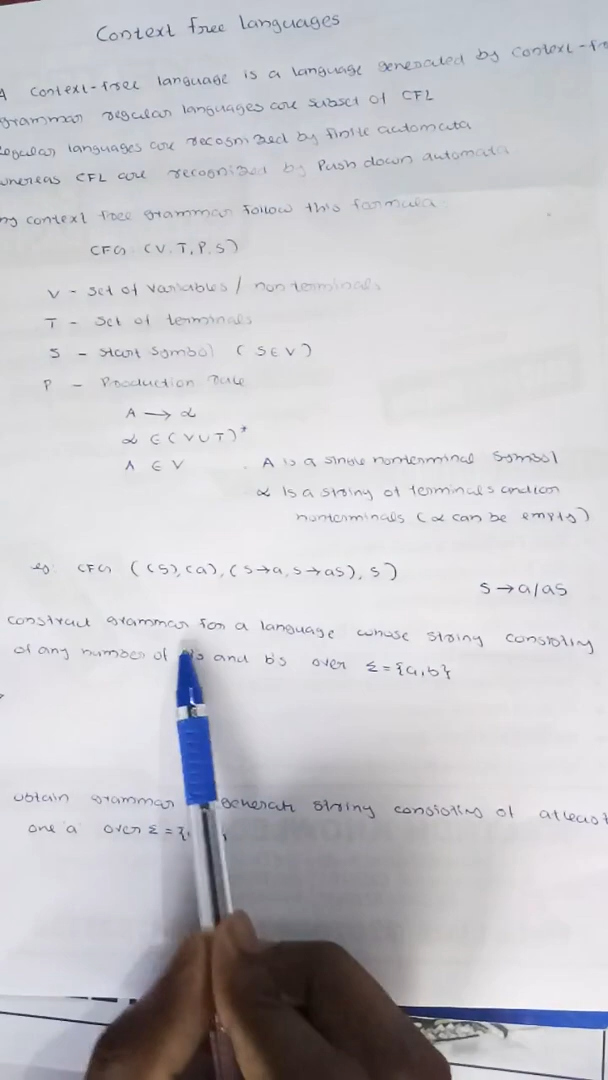 Context free languages
A context-free language is a language generated by context-free
grammar regular languages are subset of CFL
Regular languages are recognized by finite automata
whereas CFL are recognized by Push down automata
context free grammar follow this formula
CFG (V, T, P, S)
V - Set of variables / non terminals
T - Set of terminals
S - Start Symbol (S ∈ V)
P - Production Rule
A → α
α ∈ (V ∪ T)*
A ∈ V . A is a single nonterminal symbol
α is a string of terminals and/or
nonterminals (α can be empty)
eg CFG ((S), (a), (S→a, S→aS), S)
S → a/aS
construct grammar for a language whose string consisting
of any number of and b's over Σ = {a, b}
obtain grammar generate string consisting of atleast
one 'a' over Σ = {